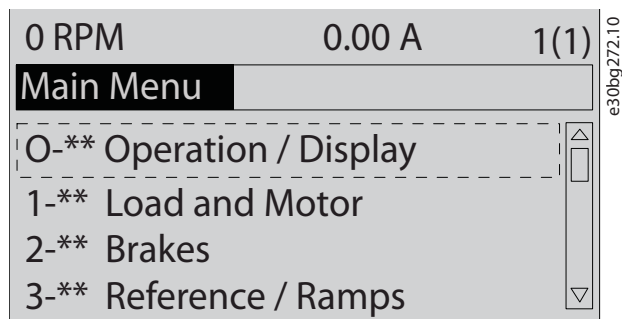 0 RPM 0.00 A 1(1)
Main Menu
O-** Operation / Display
1-** Load and Motor
2-** Brakes
3-** Reference / Ramps
e30bg272.10